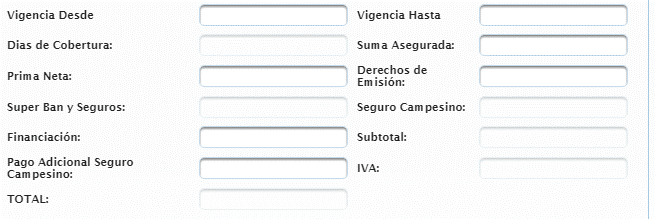 Vigencia Desde
Vigencia Hasta
Dias de Cobertura:
Suma Asegurada:
Prima Neta:
Derechos de
Emisión:
Super Ban y Seguros:
Seguro Campesino:
Financiación:
Subtotal:
Pago Adicional Seguro
Campesino:
IVA:
TOTAL: